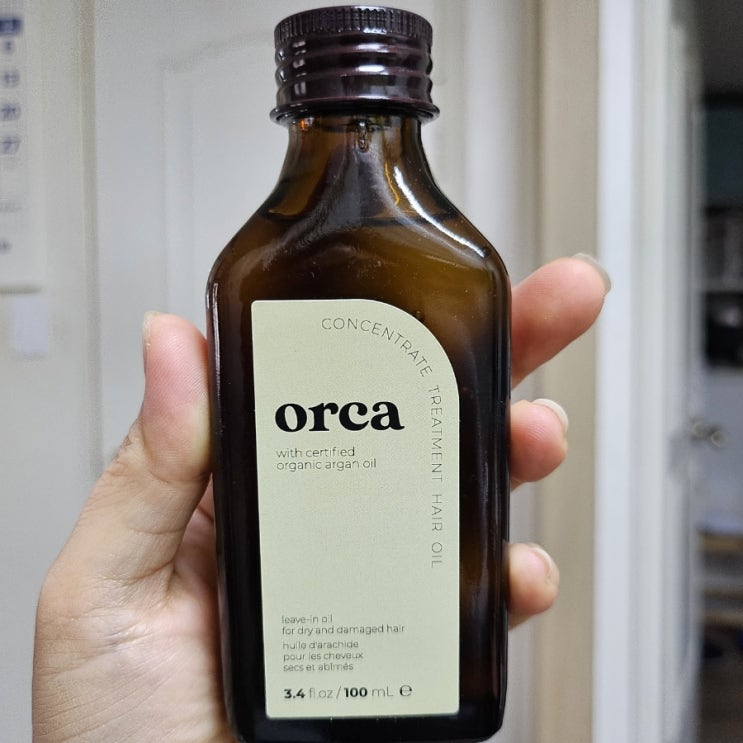 CONCENTRATE TREATMENT HAIR OIL
orca
with certified
organic argan oil
leave-in oil
for dry and damaged hair
huile d'arachide
pour les cheveux
secs et abîmés
3.4 fl.oz / 100 mL ℮